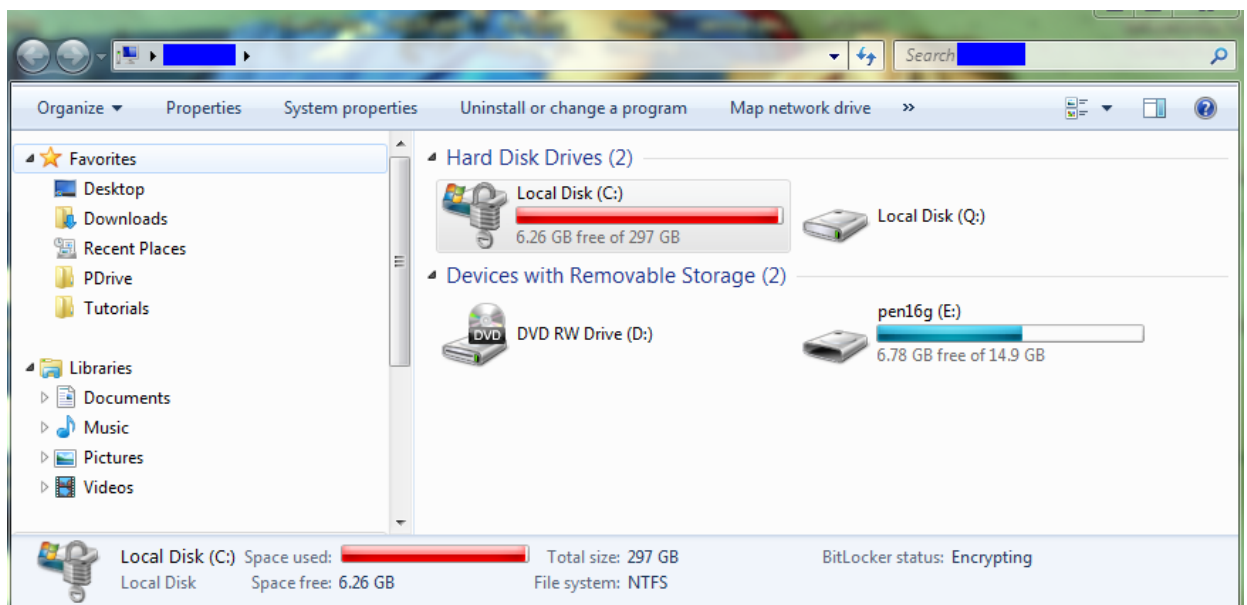 Search
Organize Properties System properties Uninstall or change a program Map network drive »
Favorites
Desktop
Downloads
Recent Places
PDrive
Tutorials
Libraries
Documents
Music
Pictures
Videos
Hard Disk Drives (2)
Local Disk (C:)
6.26 GB free of 297 GB
Local Disk (Q:)
Devices with Removable Storage (2)
DVD
DVD RW Drive (D:)
pen16g (E:)
6.78 GB free of 14.9 GB
Local Disk (C:) Space used: Total size: 297 GB BitLocker status: Encrypting
Local Disk Space free: 6.26 GB File system: NTFS